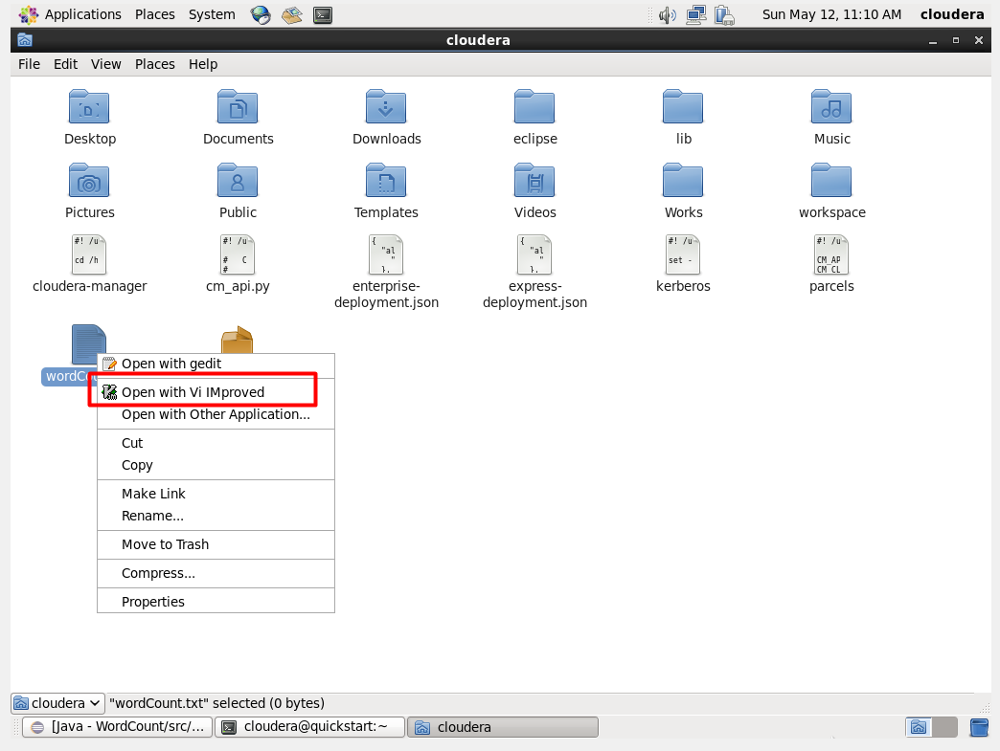 Applications Places System Sun May 12, 11:10 AM cloudera
cloudera
File Edit View Places Help
Desktop Documents Downloads eclipse lib Music
Pictures Public Templates Videos Works workspace
#! /u
cd /h
#! /u
# C
#
{
"al
"
},
{
"al
"
},
#! /u
set -
#! /u
CM_AP
CM_CL
cloudera-manager cm_api.py enterprise-
deployment.json express-
deployment.json kerberos parcels
Open with gedit
Open with Vi IMproved
Open with Other Application...
Cut
Copy
Make Link
Rename...
Move to Trash
Compress...
Properties
cloudera "wordCount.txt" selected (0 bytes)
[Java - WordCount/src/... cloudera@quickstart:~ cloudera